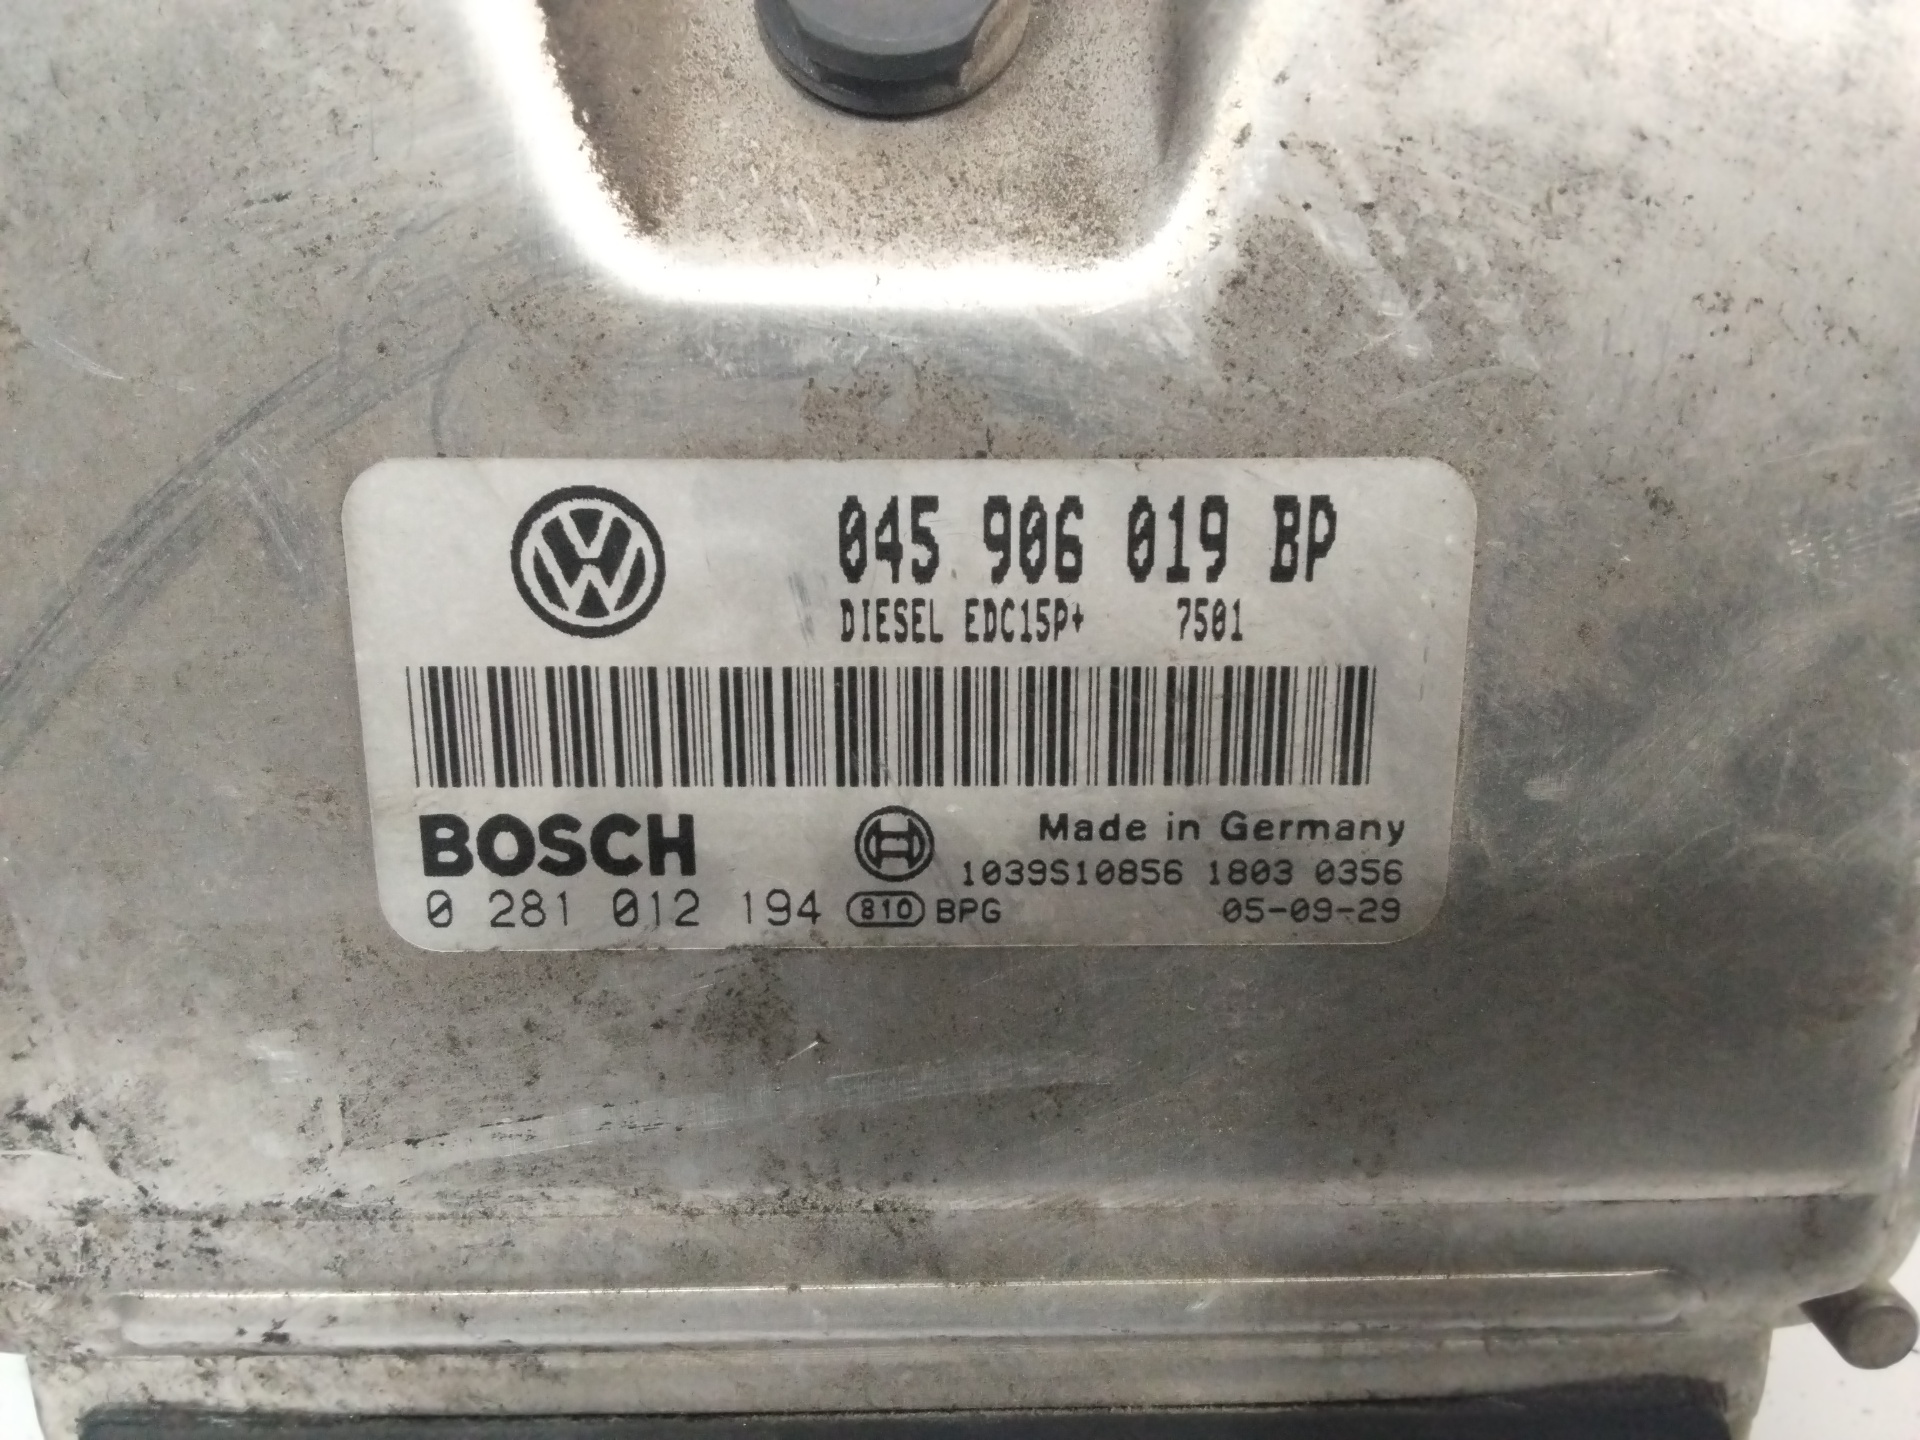 045 906 019 BP
DIESEL EDC15P+ 7501
BOSCH
Made in Germany
1039S10856 1803 0356
0 281 012 194 810 BPG 05-09-29